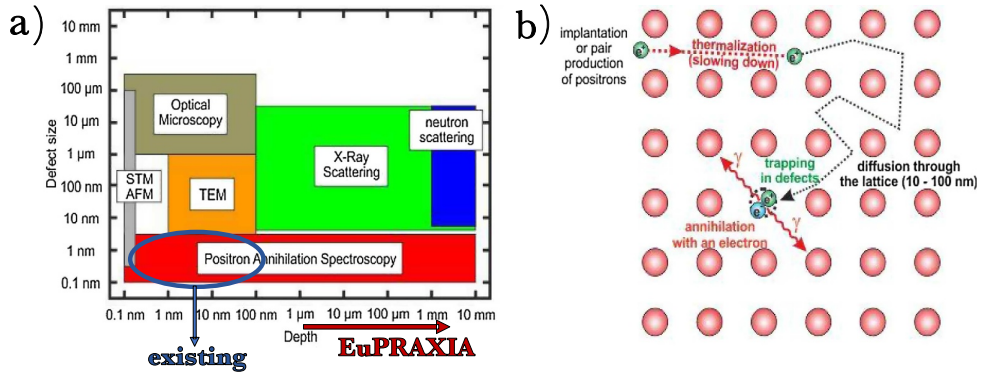 a)
Defect size
10 mm
1 mm
100 µm
10 µm
1 µm
100 nm
10 nm
1 nm
0.1 nm
Optical
Microscopy
STM
AFM
TEM
X-Ray
Scattering
neutron
scattering
Positron Annihilation Spectroscopy
0.1 nm 1 nm 10 nm 100 nm 1 µm 10 µm 100 µm 1 mm 10 mm
Depth
existing
EuPRAXIA
b)
implantation
or pair
production
of positrons
e+
thermalization
(slowing down)
e+
trapping
in defects
diffusion through
the lattice (10 - 100 nm)
γ
e+
e-
γ
annihilation
with an electron